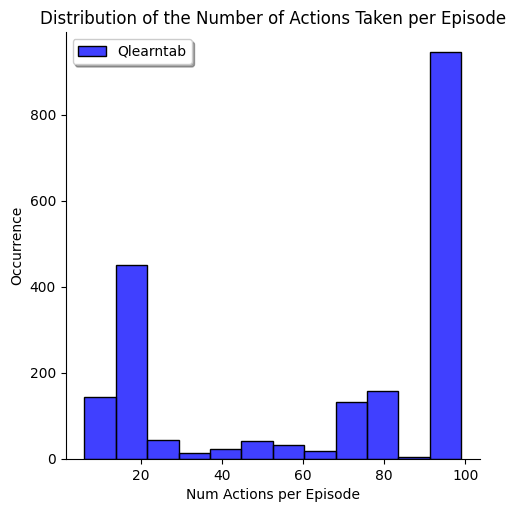 Distribution of the Number of Actions Taken per Episode
Qlearntab
800
600
400
200
0
Occurrence
20 40 60 80 100
Num Actions per Episode